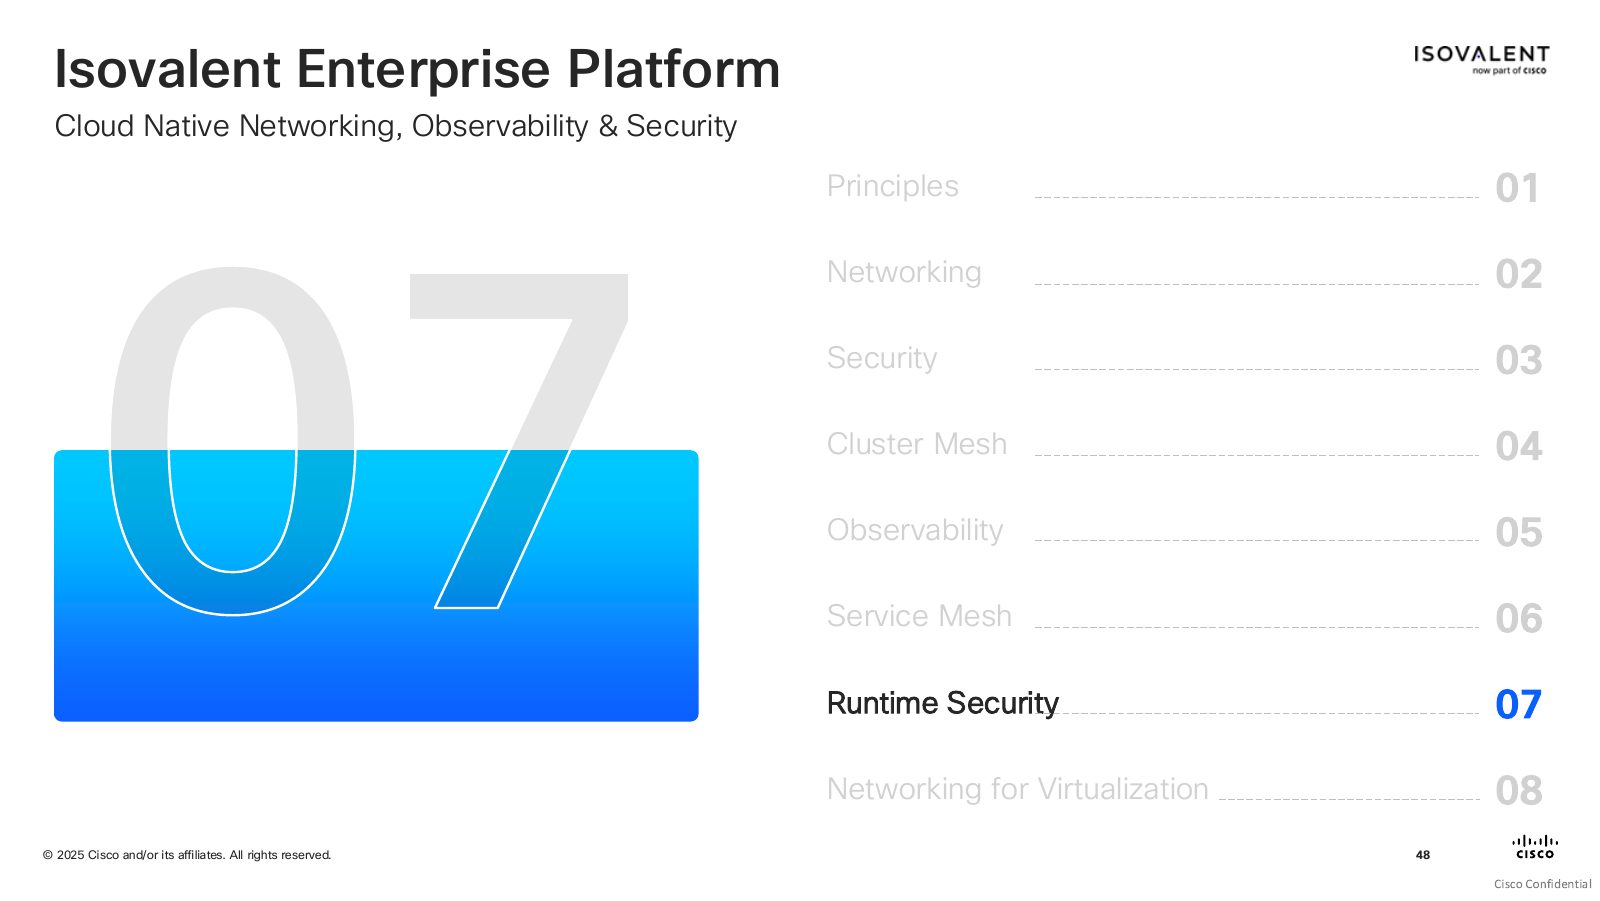 Isovalent Enterprise Platform
Cloud Native Networking, Observability & Security
ISOVALENT
now part of CISCO
07
Principles 01
Networking 02
Security 03
Cluster Mesh 04
Observability 05
Service Mesh 06
Runtime Security 07
Networking for Virtualization 08
© 2025 Cisco and/or its affiliates. All rights reserved.
48
CISCO
Cisco Confidential